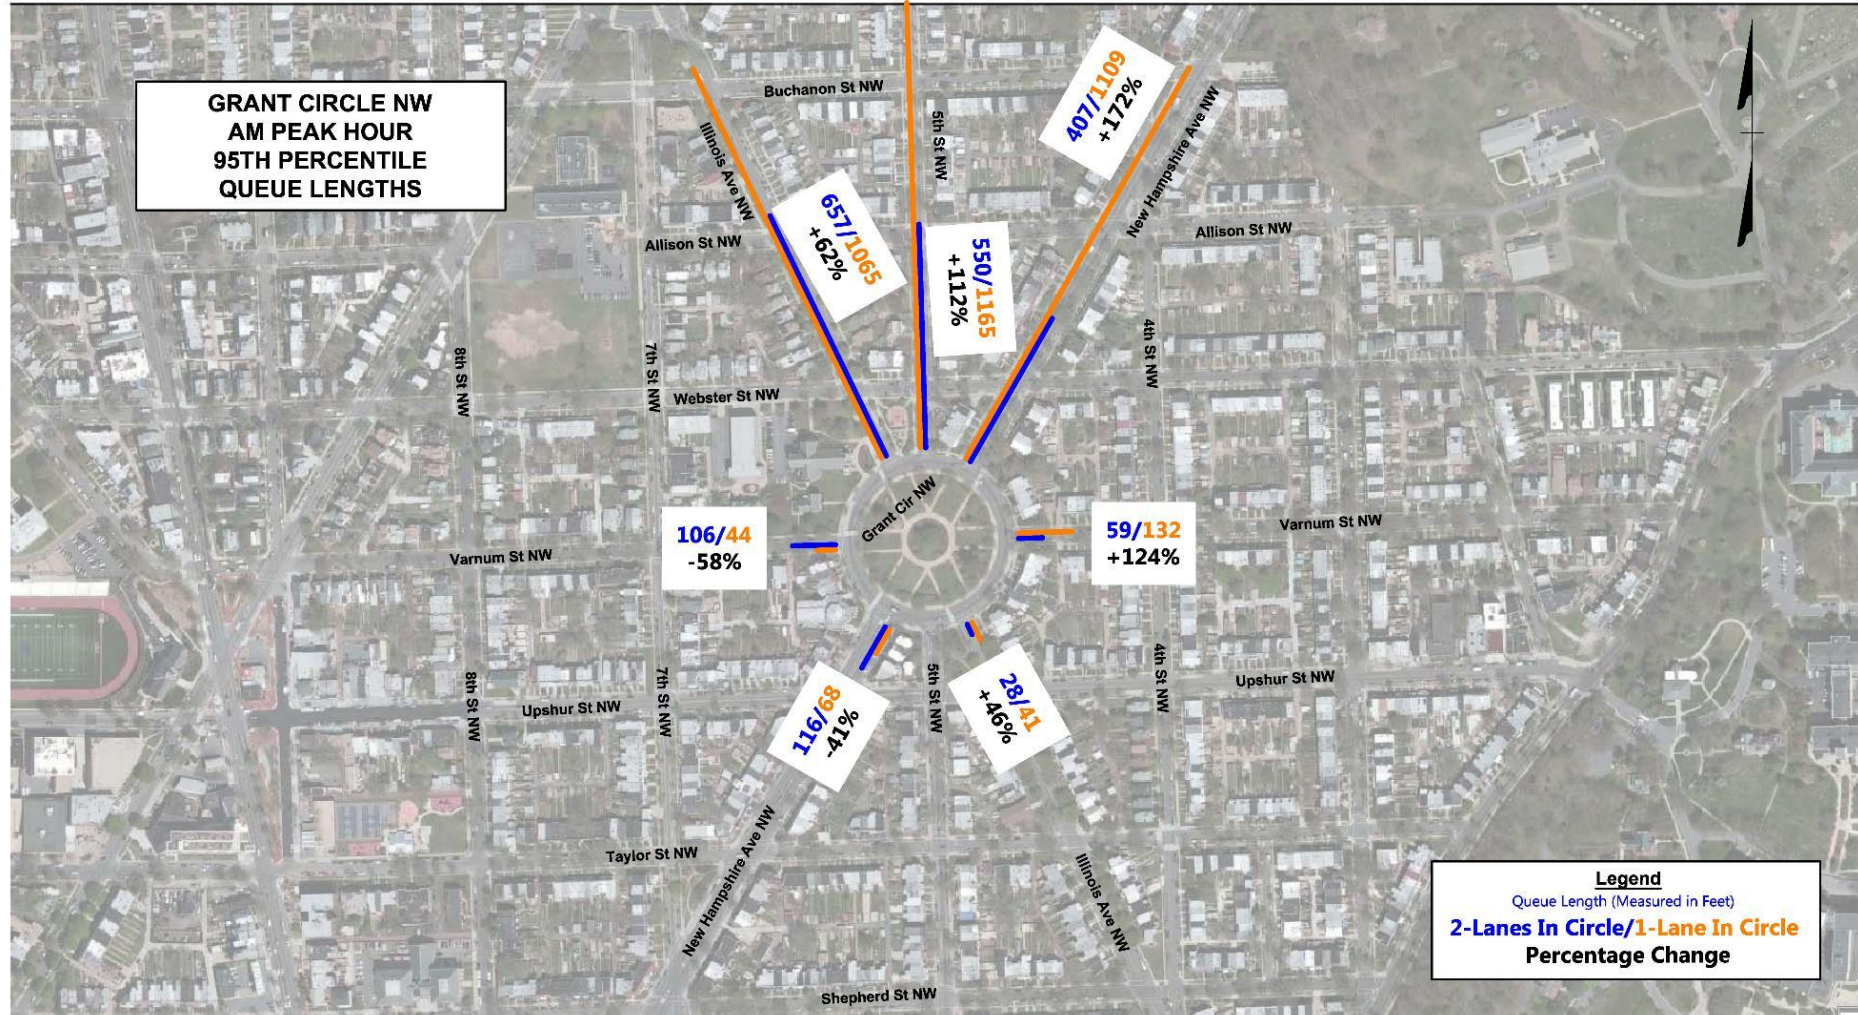 GRANT CIRCLE NW
AM PEAK HOUR
95TH PERCENTILE
QUEUE LENGTHS
Buchanon St NW
Illinois Ave NW
5th St NW
407/1109
+172%
New Hampshire Ave NW
657/1065
+62%
Allison St NW
550/1165
+112%
Allison St NW
8th St NW
7th St NW
4th St NW
Webster St NW
Grant Cir NW
106/44
-58%
59/132
+124%
Varnum St NW
Varnum St NW
8th St NW
7th St NW
5th St NW
4th St NW
Upshur St NW
Upshur St NW
116/68
-41%
28/41
+46%
New Hampshire Ave NW
Taylor St NW
Illinois Ave NW
Shepherd St NW
Legend
Queue Length (Measured in Feet)
2-Lanes In Circle/1-Lane In Circle
Percentage Change